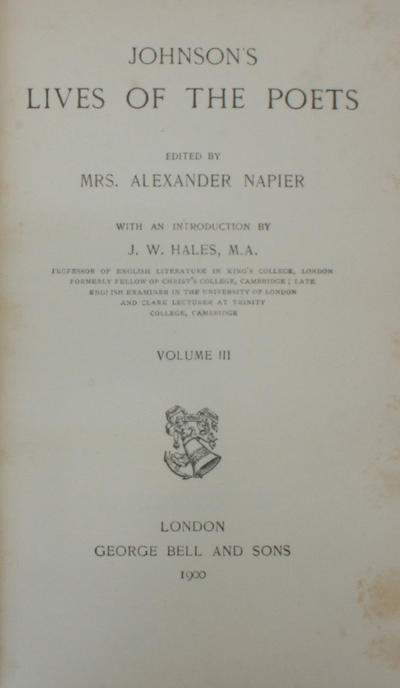 JOHNSON'S
LIVES OF THE POETS
EDITED BY
MRS. ALEXANDER NAPIER
WITH AN INTRODUCTION BY
J. W. HALES, M.A.
PROFESSOR OF ENGLISH LITERATURE IN KING'S COLLEGE, LONDON
FORMERLY FELLOW OF CHRIST'S COLLEGE, CAMBRIDGE; LATE
ENGLISH EXAMINER IN THE UNIVERSITY OF LONDON
AND CLARK LECTURER AT TRINITY
COLLEGE, CAMBRIDGE
VOLUME III
LONDON
GEORGE BELL AND SONS
1900